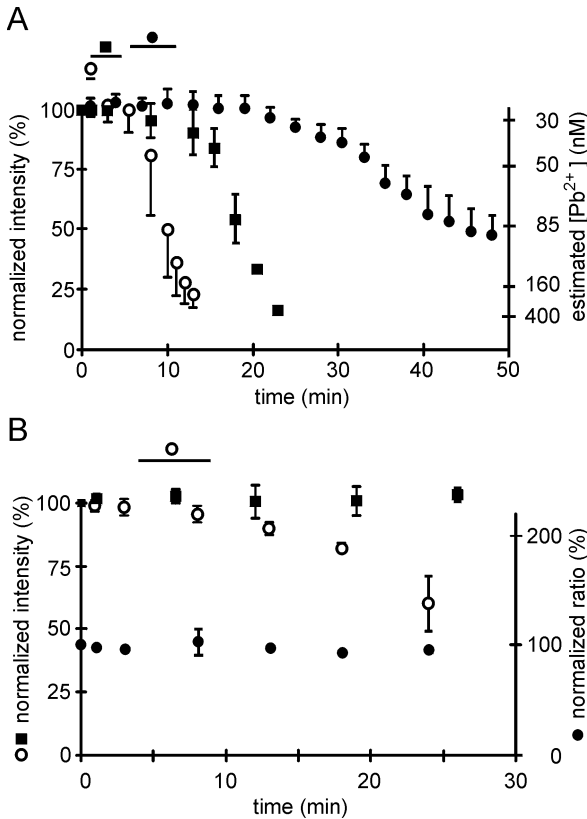 A
normalized intensity (%)
100
75
50
25
0
30
50
85
160
400
estimated [Pb2+] (nM)
0 10 20 30 40 50
time (min)
B
normalized intensity (%)
100
75
50
25
0
200
100
0
normalized ratio (%)
0 10 20 30
time (min)